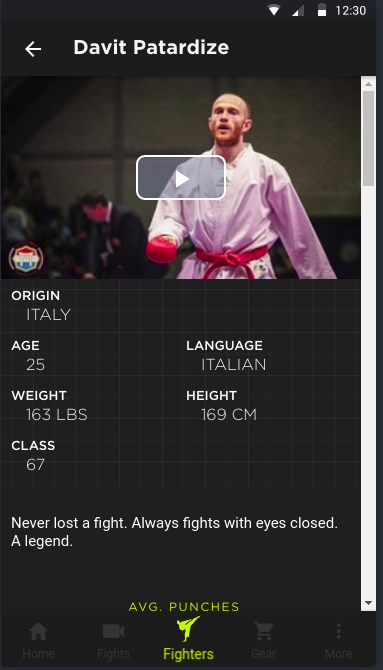 12:30
Davit Patardize
ORIGIN
ITALY
AGE
LANGUAGE
25
ITALIAN
WEIGHT
HEIGHT
163 LBS
169 CM
CLASS
67
Never lost a fight. Always fights with eyes closed.
A legend.
AVG. PUNCHES
Home
Fights
Fighters
Gear
More